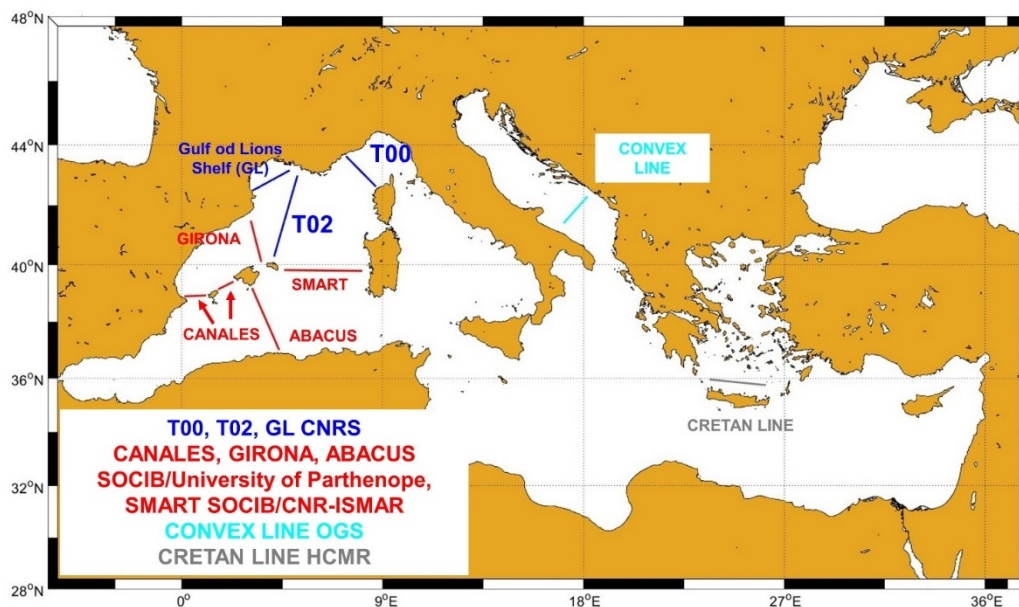 48°N
44°N
40°N
36°N
32°N
28°N
Gulf od Lions
Shelf (GL)
T00
T02
GIRONA
SMART
CANALES
ABACUS
CONVEX
LINE
CRETAN LINE
T00, T02, GL CNRS
CANALES, GIRONA, ABACUS
SOCIB/University of Parthenope,
SMART SOCIB/CNR-ISMAR
CONVEX LINE OGS
CRETAN LINE HCMR
0°
9°E
18°E
27°E
36°E